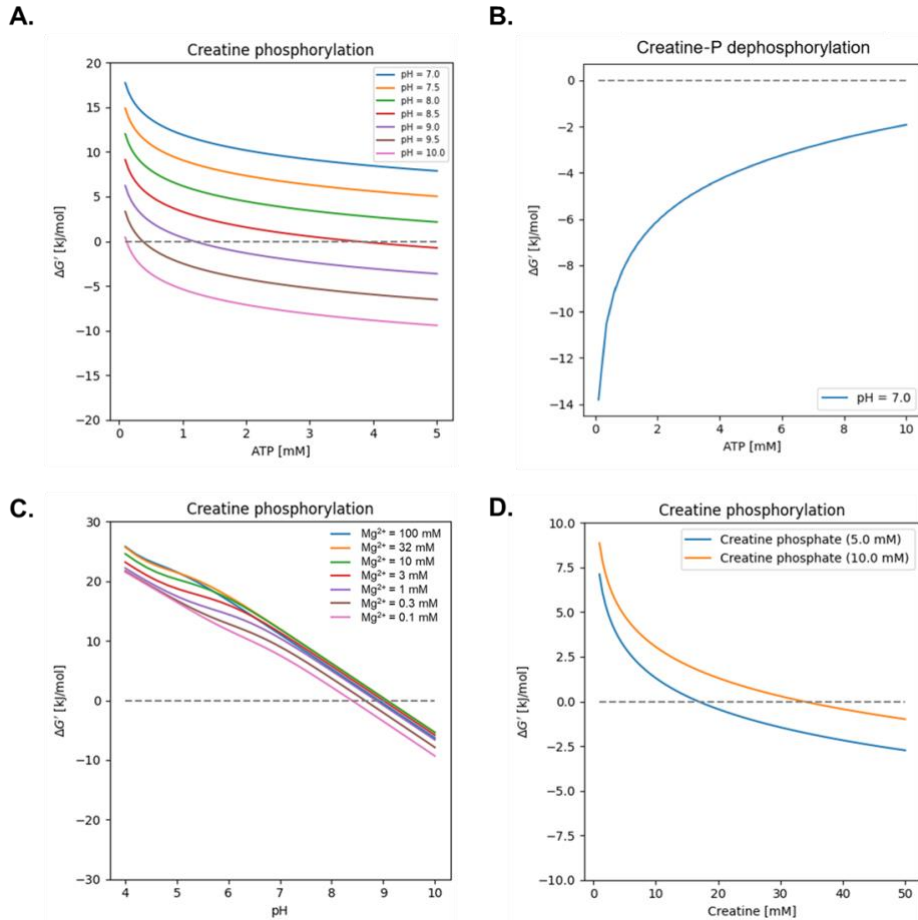 A.
Creatine phosphorylation
20
15
10
5
0
−5
−10
−15
−20
ΔG′ [kJ/mol]
pH = 7.0
pH = 7.5
pH = 8.0
pH = 8.5
pH = 9.0
pH = 9.5
pH = 10.0
0 1 2 3 4 5
ATP [mM]
B.
Creatine-P dephosphorylation
0
−2
−4
−6
−8
−10
−12
−14
ΔG′ [kJ/mol]
pH = 7.0
0 2 4 6 8 10
ATP [mM]
C.
Creatine phosphorylation
30
20
10
0
−10
−20
−30
ΔG′ [kJ/mol]
Mg²⁺ = 100 mM
Mg²⁺ = 32 mM
Mg²⁺ = 10 mM
Mg²⁺ = 3 mM
Mg²⁺ = 1 mM
Mg²⁺ = 0.3 mM
Mg²⁺ = 0.1 mM
4 5 6 7 8 9 10
pH
D.
Creatine phosphorylation
10.0
7.5
5.0
2.5
0.0
−2.5
−5.0
−7.5
−10.0
ΔG′ [kJ/mol]
Creatine phosphate (5.0 mM)
Creatine phosphate (10.0 mM)
0 10 20 30 40 50
Creatine [mM]